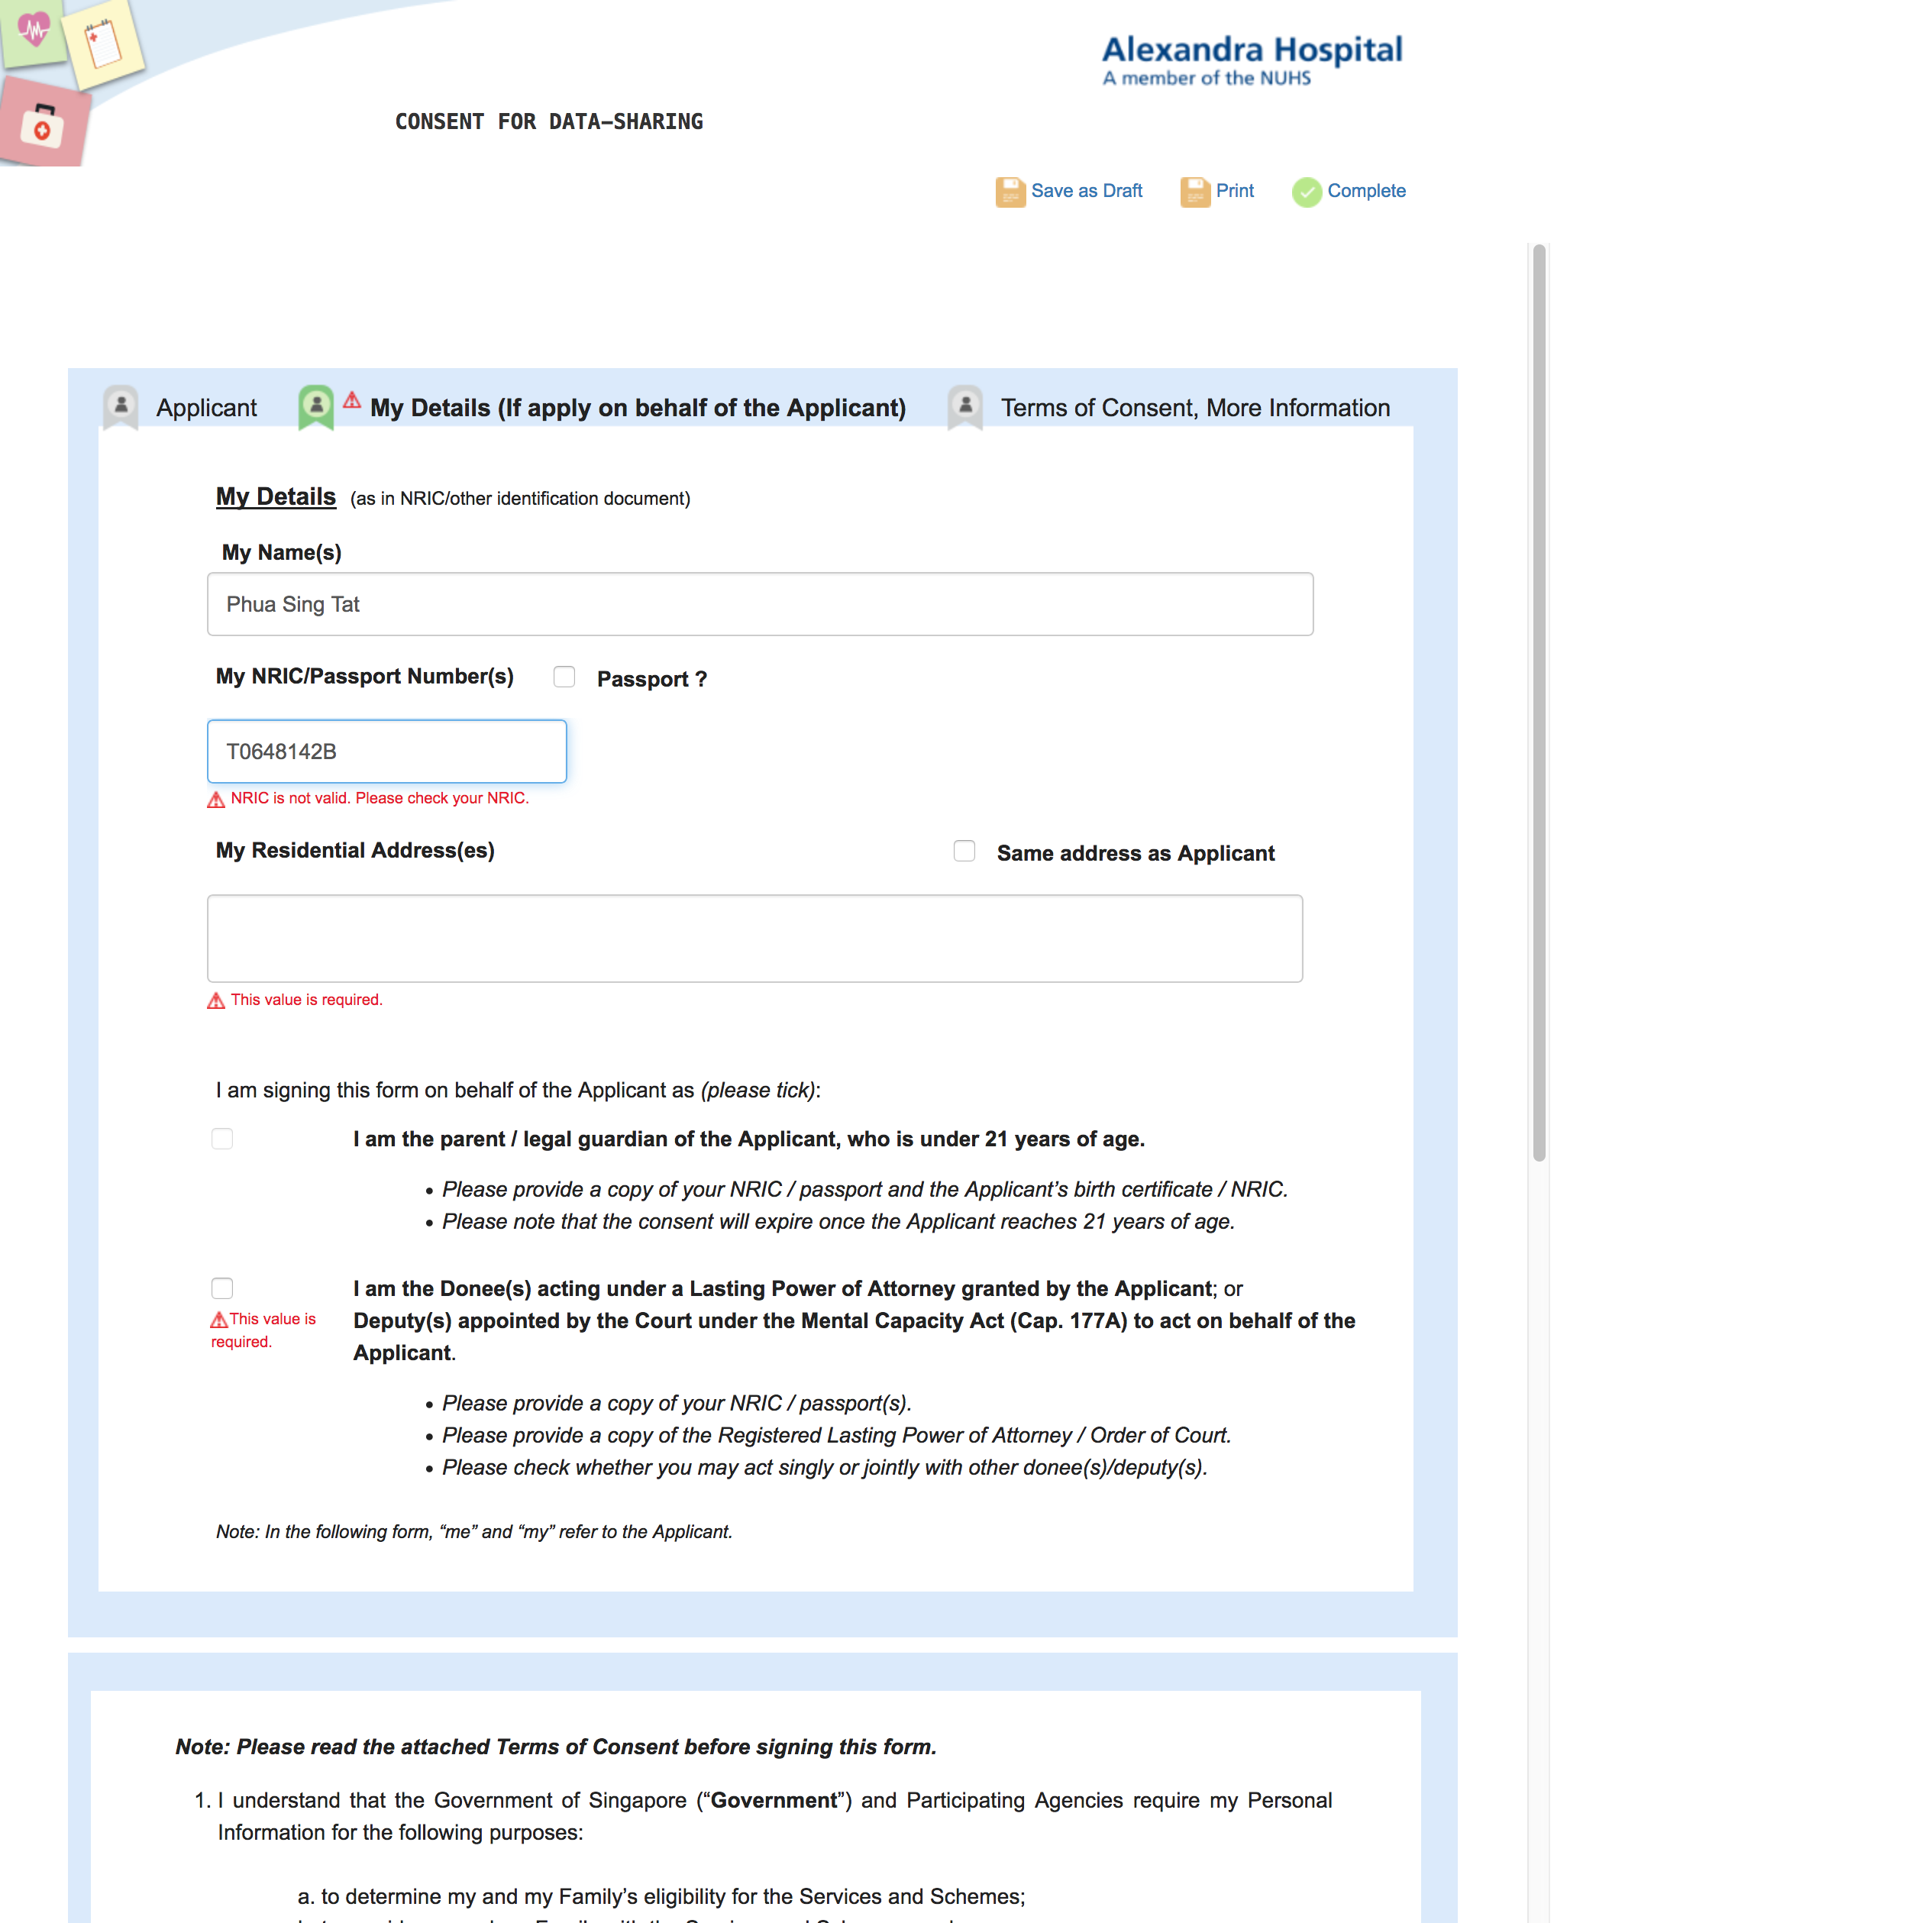 Alexandra Hospital
A member of the NUHS
CONSENT FOR DATA–SHARING
Save as Draft
Print
Complete
Applicant
My Details (If apply on behalf of the Applicant)
Terms of Consent, More Information
My Details (as in NRIC/other identification document)
My Name(s)
Phua Sing Tat
My NRIC/Passport Number(s)
Passport ?
T0648142B
NRIC is not valid. Please check your NRIC.
My Residential Address(es)
Same address as Applicant
This value is required.
I am signing this form on behalf of the Applicant as (please tick):
I am the parent / legal guardian of the Applicant, who is under 21 years of age.
• Please provide a copy of your NRIC / passport and the Applicant’s birth certificate / NRIC.
• Please note that the consent will expire once the Applicant reaches 21 years of age.
I am the Donee(s) acting under a Lasting Power of Attorney granted by the Applicant; or
Deputy(s) appointed by the Court under the Mental Capacity Act (Cap. 177A) to act on behalf of the
Applicant.
This value is
required.
• Please provide a copy of your NRIC / passport(s).
• Please provide a copy of the Registered Lasting Power of Attorney / Order of Court.
• Please check whether you may act singly or jointly with other donee(s)/deputy(s).
Note: In the following form, “me” and “my” refer to the Applicant.
Note: Please read the attached Terms of Consent before signing this form.
1. I understand that the Government of Singapore (“Government”) and Participating Agencies require my Personal
Information for the following purposes:
a. to determine my and my Family’s eligibility for the Services and Schemes;